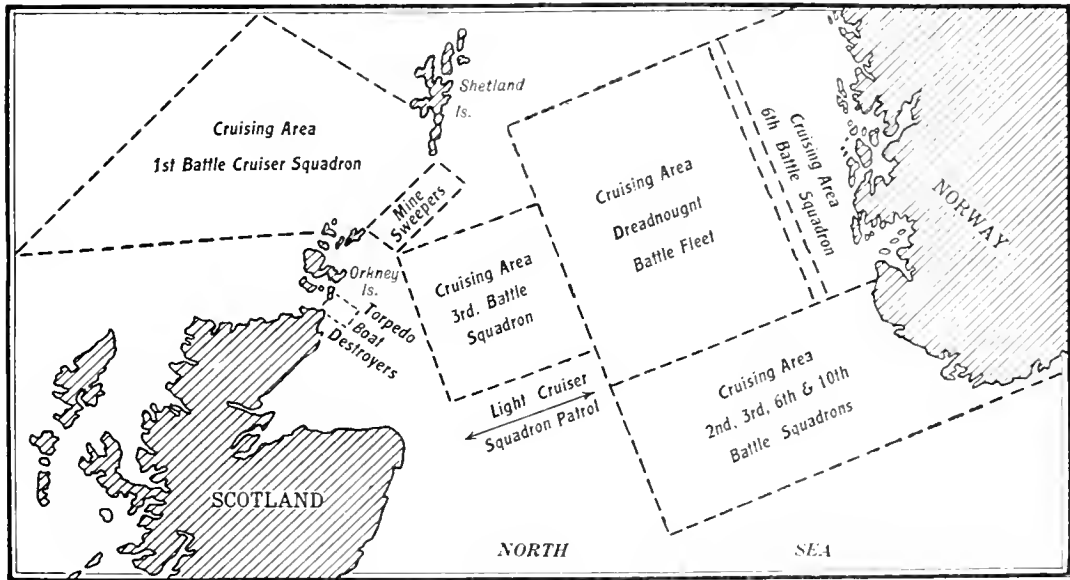 Shetland
Is.
Cruising Area
1st Battle Cruiser Squadron
Mine
Sweepers
Orkney
Is.
Torpedo
Boat
Destroyers
Cruising Area
3rd. Battle
Squadron
Light Cruiser
Squadron Patrol
Cruising Area
Dreadnougnt
Battle Fleet
Cruising Area
6th Battle Squadron
NORWAY
Cruising Area
2nd, 3rd, 6th & 10th
Battle Squadrons
SCOTLAND
NORTH SEA